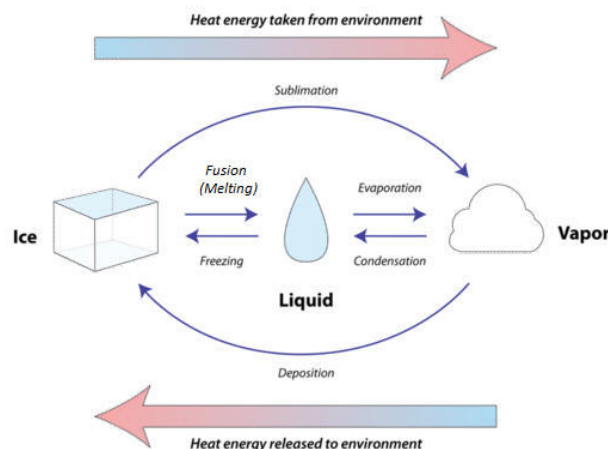 Heat energy taken from environment
Sublimation
Fusion
(Melting)
Evaporation
Ice
Vapor
Freezing
Condensation
Liquid
Deposition
Heat energy released to environment